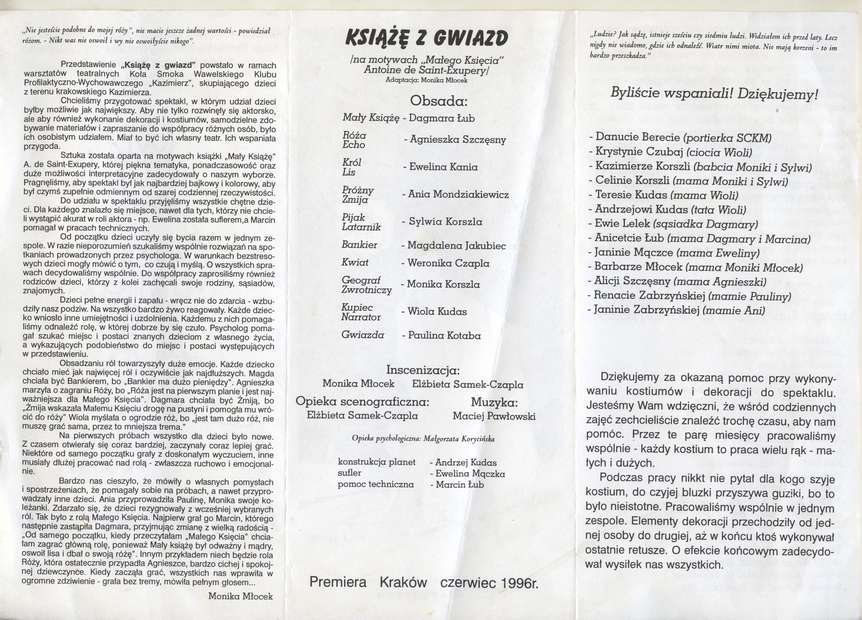 „Nie jesteście podobne do mojej róży", nie macie jeszcze żadnej wartości - powiedział
różom. - Nikt was nie oswoił i wy nie oswoiłyście nikogo".
Przedstawienie „Książę z gwiazd" powstało w ramach
warsztatów teatralnych Koła Smoka Wawelskiego Klubu
Profilaktyczno-Wychowawczego „Kazimierz", skupiającego dzieci
z terenu krakowskiego Kazimierza.
Chcieliśmy przygotować spektakl, w którym udział dzieci
byłby możliwie jak największy. Aby nie tylko rozwinęły się aktorsko,
ale aby również wykonanie dekoracji i kostiumów, samodzielne zdo-
bywanie materiałów i zapraszanie do współpracy różnych osób, było
ich osobistym udziałem. Miał to być ich własny teatr. Ich wspaniała
przygoda.
Sztuka została oparta na motywach książki „Mały Książę"
A. de Saint-Exupery, której piękna tematyka, ponadczasowość oraz
duże możliwości interpretacyjne zadecydowały o naszym wyborze.
Pragnęliśmy, aby spektakl był jak najbardziej bajkowy i kolorowy, aby
był czymś zupełnie odmiennym od szarej codziennej rzeczywistości.
Do udziału w spektaklu przyjęliśmy wszystkie chętne dzie-
ci. Dla każdego znalazło się miejsce, nawet dla tych, którzy nie chcie-
li wystąpić akurat w roli aktora - np. Ewelina została suflerem,a Marcin
pomagał w pracach technicznych.
Od początku dzieci uczyły się bycia razem w jednym ze-
spole. W razie nieporozumień szukaliśmy wspólnie rozwiązań na spo-
tkaniach prowadzonych przez psychologa. W warunkach bezstreso-
wych dzieci mogły mówić o tym, co czują i myślą. O wszystkich spra-
wach decydowaliśmy wspólnie. Do współpracy zaprosiliśmy również
rodziców dzieci, którzy z kolei zachęcali swoje rodziny, sąsiadów,
znajomych.
Dzieci pełne energii i zapału - wręcz nie do zdarcia - wzbu-
dziły nasz podziw. Na wszystko bardzo żywo reagowały. Każde dziec-
ko wniosło inne umiejętności i uzdolnienia. Każdemu z nich pomaga-
liśmy odnaleźć rolę, w której dobrze by się czuło. Psycholog poma-
gał szukać miejsc i postaci znanych dzieciom z własnego życia,
a wykazujących podobieństwo do miejsc i postaci występujących
w przedstawieniu.
Obsadzaniu ról towarzyszyły duże emocje. Każde dziecko
chciało mieć jak najwięcej ról i oczywiście jak najdłuższych. Magda
chciała być Bankierem, bo „Bankier ma dużo pieniędzy". Agnieszka
marzyła o zagraniu Róży, bo „Róża jest na pierwszym planie i jest naj-
ważniejsza dla Małego Księcia". Dagmara chciała być Żmiją, bo
„Żmija wskazała Małemu Księciu drogę na pustyni i pomogła mu wró-
cić do róży" Wiola myślała o ogrodzie róż, bo „jest tam dużo róż, nie
muszę grać sama, przez to mniejsza trema."
Na pierwszych próbach wszystko dla dzieci było nowe.
Z czasem otwierały się coraz bardziej, zaczynały coraz lepiej grać.
Niektóre od samego początku grały z doskonałym wyczuciem, inne
musiały dłużej pracować nad rolą - zwłaszcza ruchowo i emocjonal-
nie.
Bardzo nas cieszyło, że mówiły o własnych pomysłach
i spostrzeżeniach, że pomagały sobie na próbach, a nawet przypro-
wadzały inne dzieci. Ania przyprowadziła Paulinę, Monika swoje ko-
leżanki. Zdarzało się, że dzieci rezygnowały z wcześniej wybranych
ról. Tak było z rolą Małego Księcia. Najpierw grał go Marcin, którego
następnie zastąpiła Dagmara, przyjmując zmianę z wielką radością -
„Od samego początku, kiedy przeczytałam „Małego Księcia" chcia-
łam zagrać główną rolę, ponieważ Mały książę był odważny i mądry,
oswoił lisa i dbał o swoją różę". Innym przykładem niech będzie rola
Róży, która ostatecznie przypadła Agnieszce, bardzo cichej i spokoj-
nej dziewczynce. Kiedy zaczęła grać, wszystkich nas wprawiła w
ogromne zdziwienie - grała bez tremy, mówiła pełnym głosem...
Monika Młocek
KSIĄŻĘ Z GWIAZD
/na motywach „Małego Księcia"
Antoine de Saint-Exupery/
Adaptacja: Monika Młocek
Obsada:
Mały Książę - Dagmara Łub
Róża
Echo - Agnieszka Szczęsny
Król
Lis - Ewelina Kania
Próżny
Żmija - Ania Mondziakiewicz
Pijak
Latarnik - Sylwia Korszla
Bankier - Magdalena Jakubiec
Kwiat - Weronika Czapla
Geograf
Zwrotniczy - Monika Korszla
Kupiec
Narrator - Wiola Kudas
Gwiazda - Paulina Kotaba
Inscenizacja:
Monika Młocek Elżbieta Samek-Czapla
Opieka scenograficzna: Muzyka:
Elżbieta Samek-Czapla Maciej Pawłowski
Opieka psychologiczna: Małgorzata Korycińska
konstrukcja planet - Andrzej Kudas
sufler - Ewelina Mączka
pomoc techniczna - Marcin Łub
Premiera Kraków czerwiec 1996r.
„Ludzie? Jak sądzę, istnieje sześciu czy siedmiu ludzi. Widziałem ich przed laty. Lecz
nigdy nie wiadomo, gdzie ich odnaleźć. Wiatr nimi miota. Nie mają korzeni - to im
bardzo przeszkadza."
Byliście wspaniali! Dziękujemy!
- Danucie Berecie (portierka SCKM)
- Krystynie Czubaj (ciocia Wioli)
- Kazimierze Korszli (babcia Moniki i Sylwi)
- Celinie Korszli (mama Moniki i Sylwi)
- Teresie Kudas (mama Wioli)
- Andrzejowi Kudas (tata Wioli)
- Ewie Lelek (sąsiadka Dagmary)
- Anicetcie Łub (mama Dagmary i Marcina)
- Janinie Mączce (mama Eweliny)
- Barbarze Młocek (mama Moniki Młocek)
- Alicji Szczęsny (mama Agnieszki)
- Renacie Zabrzyńskiej (mamie Pauliny)
- Janinie Zabrzyńskiej (mamie Ani)
Dziękujemy za okazaną pomoc przy wykony-
waniu kostiumów i dekoracji do spektaklu.
Jesteśmy Wam wdzięczni, że wśród codziennych
zajęć zechcieliście znaleźć trochę czasu, aby nam
pomóc. Przez te parę miesięcy pracowaliśmy
wspólnie - każdy kostium to praca wielu rąk - ma-
łych i dużych.
Podczas pracy nikkt nie pytał dla kogo szyje
kostium, do czyjej bluzki przyszywa guziki, bo to
było nieistotne. Pracowaliśmy wspólnie w jednym
zespole. Elementy dekoracji przechodziły od jed-
nej osoby do drugiej, aż w końcu ktoś wykonywał
ostatnie retusze. O efekcie końcowym zadecydo-
wał wysiłek nas wszystkich.